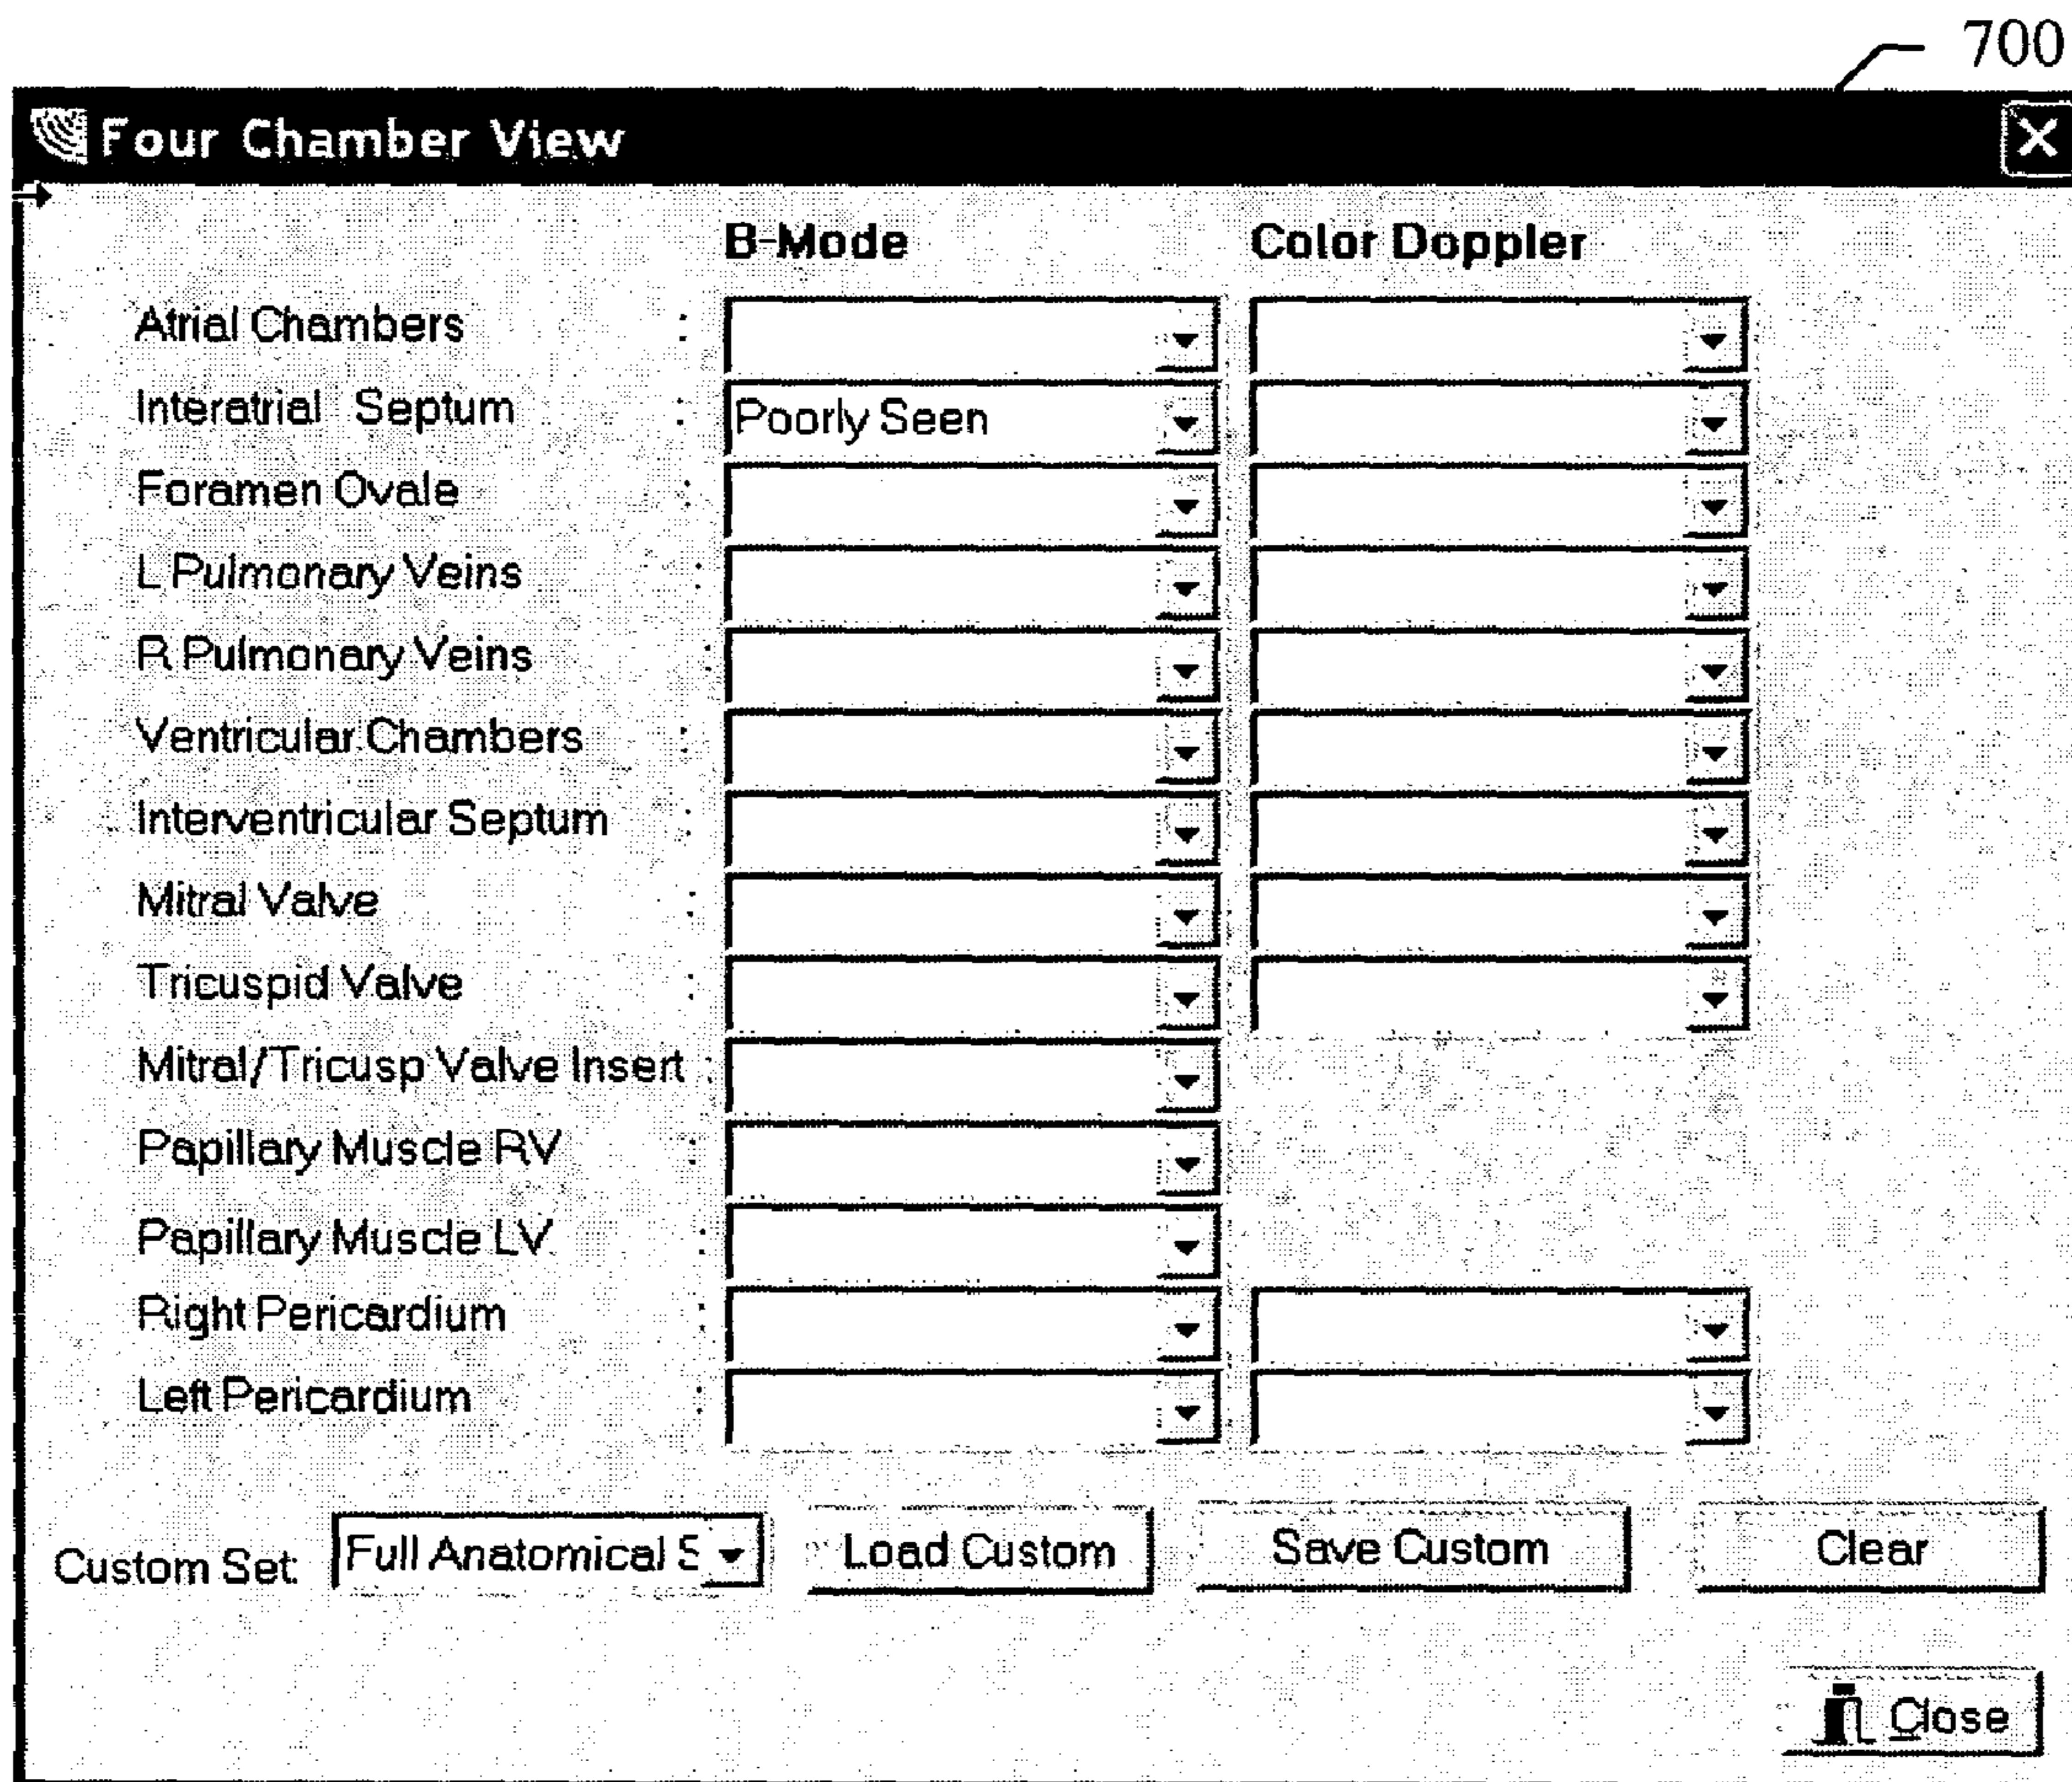 700
Four Chamber View
B-Mode Color Doppler
Atrial Chambers :
Interatrial Septum : Poorly Seen
Foramen Ovale :
L Pulmonary Veins :
R Pulmonary Veins :
Ventricular Chambers :
Interventricular Septum :
Mitral Valve :
Tricuspid Valve :
Mitral/Tricusp Valve Insert :
Papillary Muscle RV :
Papillary Muscle LV :
Right Pericardium :
Left Pericardium :
Custom Set: Full Anatomical S Load Custom Save Custom Clear
Close